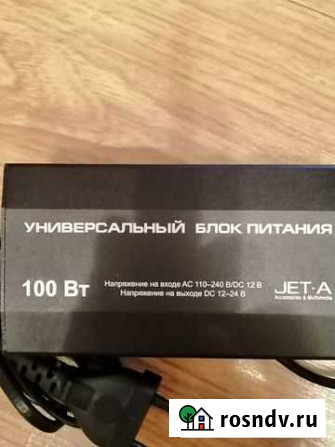 УНИВЕРСАЛЬНЫЙ БЛОК ПИТАНИЯ
100 Вт
Напряжение на входе AC 110–240 В/DC 12 В
Напряжение на выходе DC 12–24 В
JET·A
Accessories & Multimedia
rosndv.ru